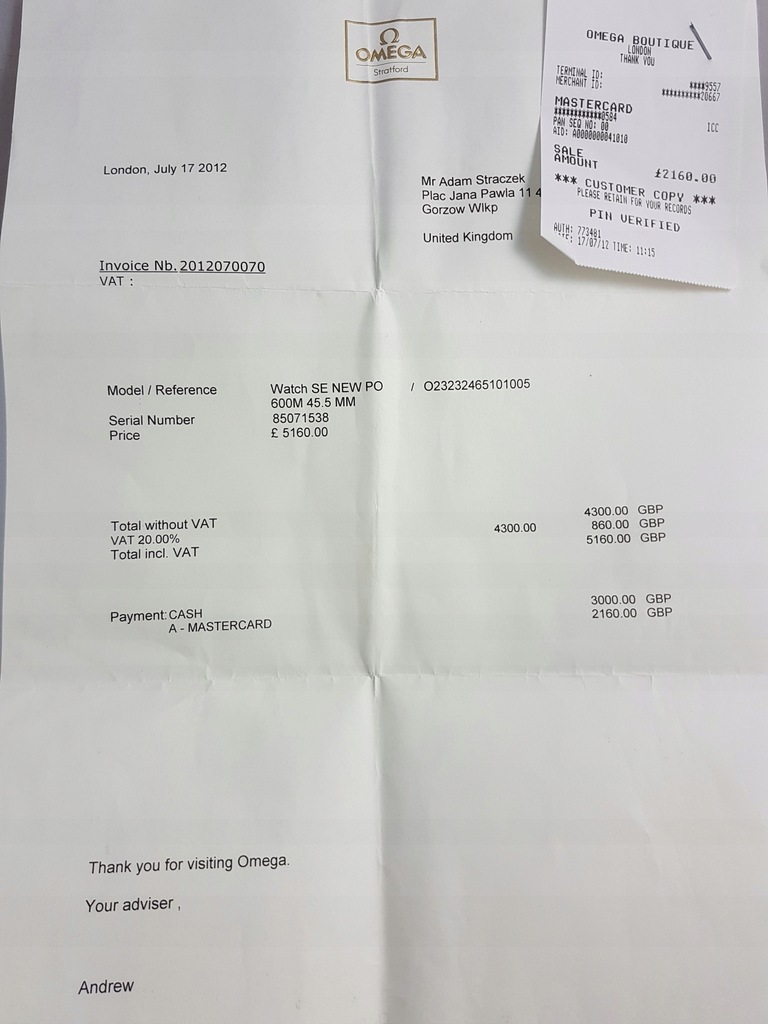 Ω
OMEGA
Stratford
OMEGA BOUTIQUE
LONDON
THANK YOU
TERMINAL ID: ****9557
MERCHANT ID: **********20667
MASTERCARD
************0584 ICC
PAN SEQ NO: 00
AID: A0000000041010
SALE
AMOUNT £2160.00
*** CUSTOMER COPY ***
PLEASE RETAIN FOR YOUR RECORDS
PIN VERIFIED
AUTH: 773481
17/07/12 TIME: 11:15
London, July 17 2012
Mr Adam Straczek
Plac Jana Pawla 11 4
Gorzow Wlkp
United Kingdom
Invoice Nb. 2012070070
VAT :
Model / Reference Watch SE NEW PO / O23232465101005
600M 45.5 MM
Serial Number 85071538
Price £ 5160.00
Total without VAT 4300.00 GBP
VAT 20.00% 4300.00 860.00 GBP
Total incl. VAT 5160.00 GBP
Payment: CASH 3000.00 GBP
A - MASTERCARD 2160.00 GBP
Thank you for visiting Omega.
Your adviser ,
Andrew